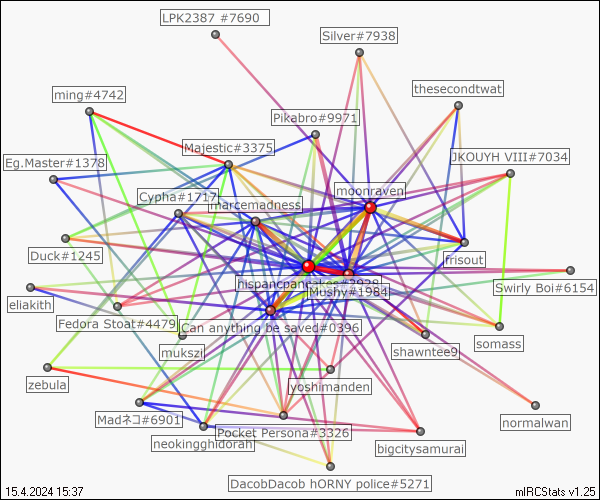 LPK2387 #7690
Silver#7938
thesecondtwat
ming#4742
Pikabro#9971
Majestic#3375
JKOUYH VIII#7034
Eg.Master#1378
moonraven
Cypha#1717
marcemadness
Duck#1245
frisout
hispancpancakes#3928
Swirly Boi#6154
Moshy#1984
eliakith
Fedora Stoat#4479
Can anything be saved#0396
somass
mukszi
shawntee9
zebula
yoshimanden
Madネコ#6901
normalwan
Pocket Persona#3326
neokingghidorah
bigcitysamurai
DacobDacob hORNY police#5271
15.4.2024 15:37
mIRCStats v1.25